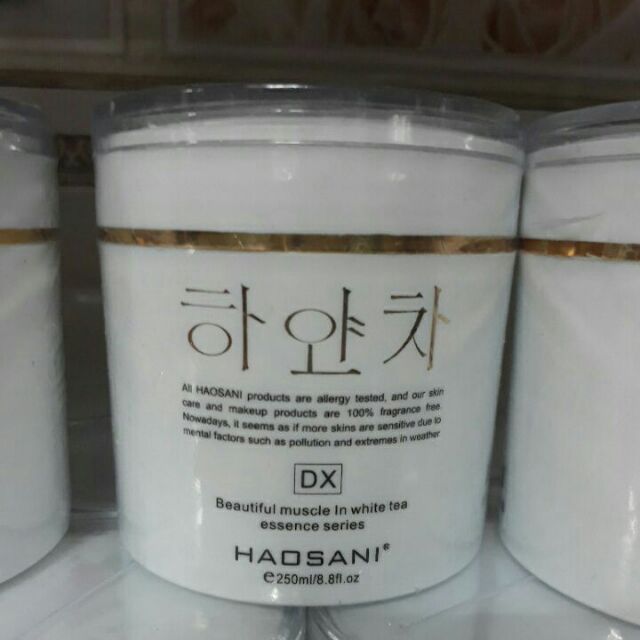 하얀차
All HAOSANI products are allergy tested, and our skin
care and makeup products are 100% fragrance free.
Nowadays, it seems as if more skins are sensitive due to
mental factors such as pollution and extremes in weather
DX
Beautiful muscle In white tea
essence series
HAOSANI®
℮250ml/8.8fl.oz